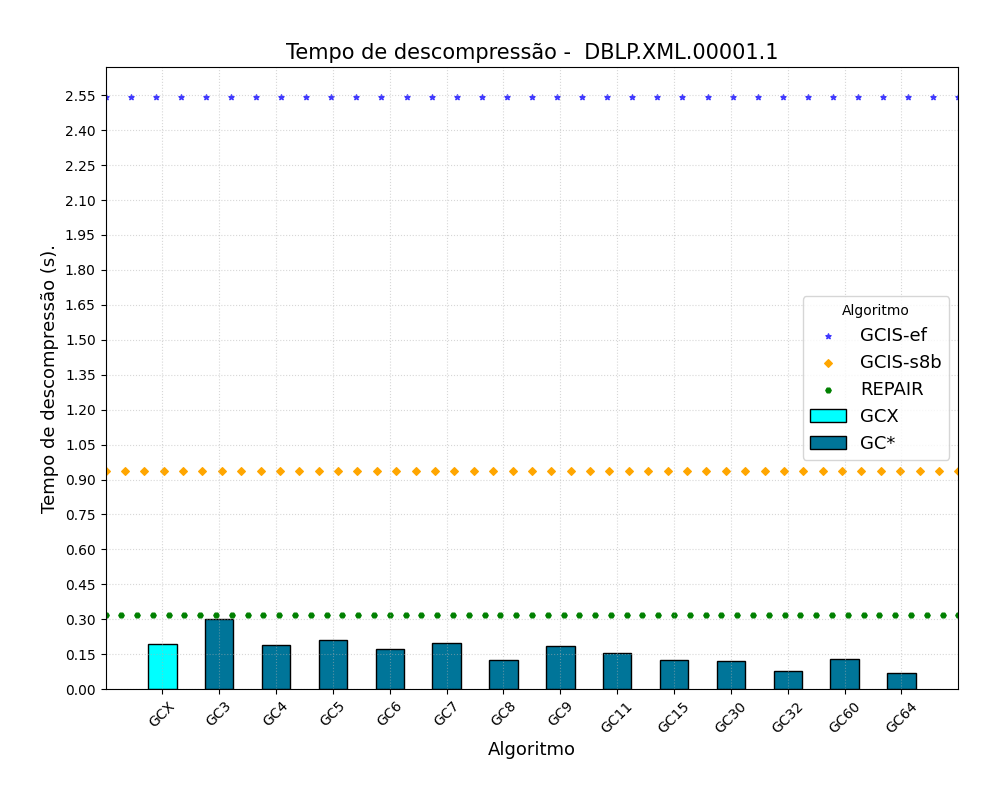 Tempo de descompressão -  DBLP.XML.00001.1
Tempo de descompressão (s).
2.55
2.40
2.25
2.10
1.95
1.80
1.65
1.50
1.35
1.20
1.05
0.90
0.75
0.60
0.45
0.30
0.15
0.00
Algoritmo
GCIS-ef
GCIS-s8b
REPAIR
GCX
GC*
GCX
GC3
GC4
GC5
GC6
GC7
GC8
GC9
GC11
GC15
GC30
GC32
GC60
GC64
Algoritmo